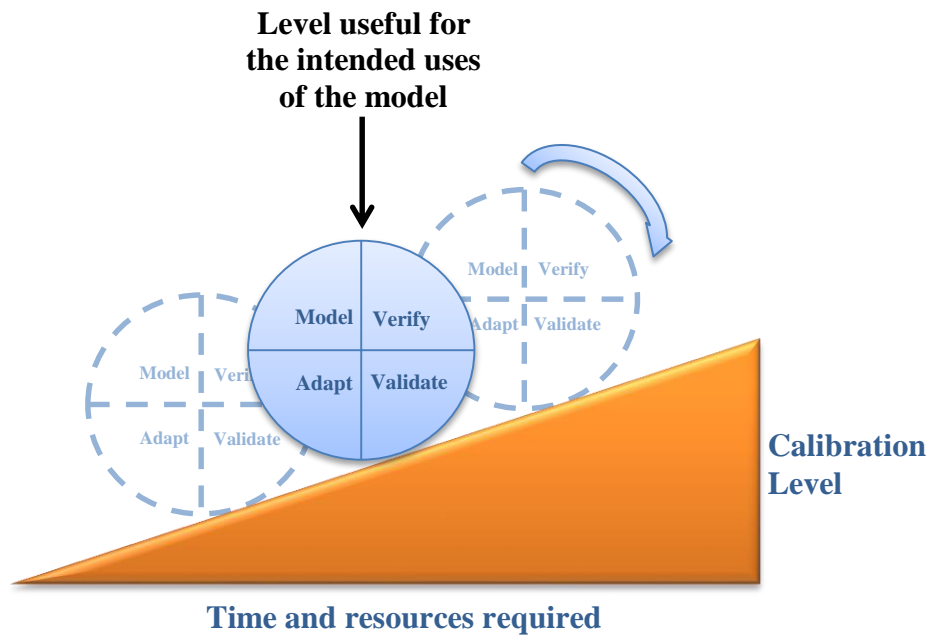 Level useful for
the intended uses
of the model
Model Verify
Adapt Validate
Model Verify
Adapt Validate
Model Veri
Adapt Validate
Calibration
Level
Time and resources required